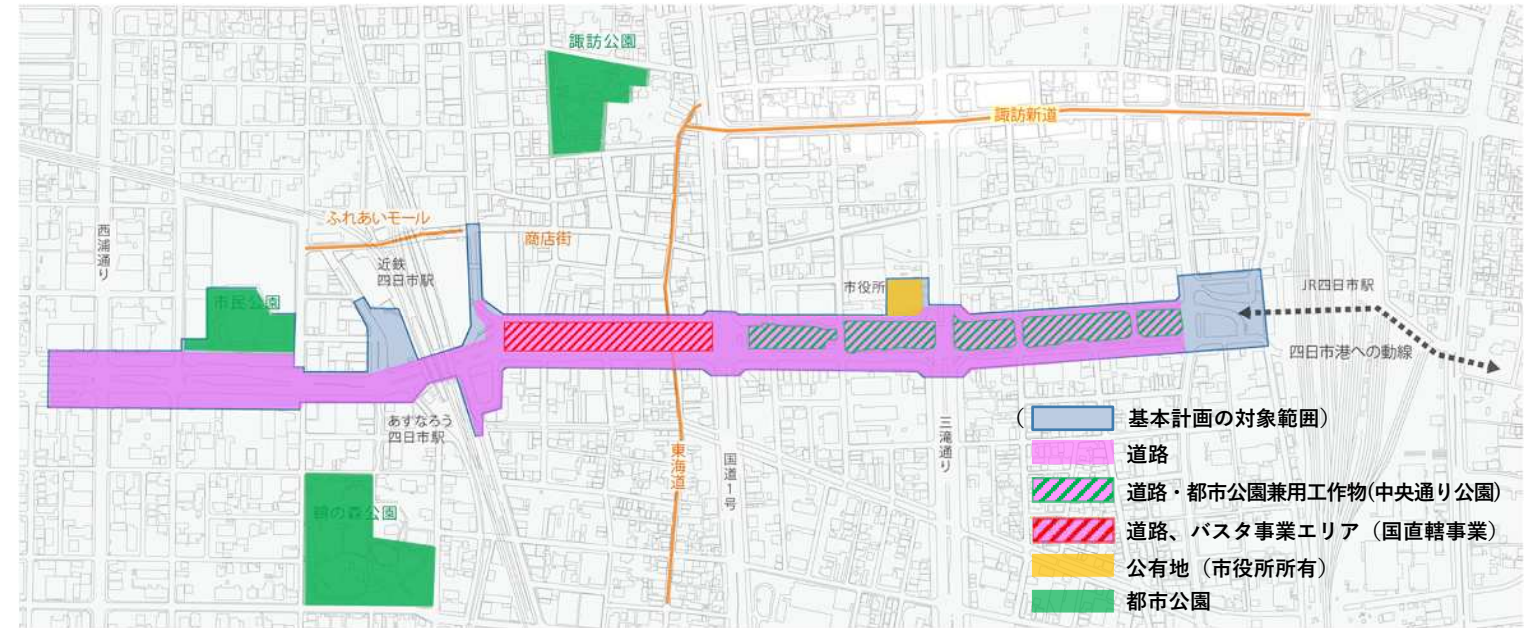 諏訪公園
諏訪新道
ふれあいモール
商店街
西浦通り
近鉄
四日市駅
市民公園
市役所
JR四日市駅
四日市港への動線
あすなろう
四日市駅
東海道
国道1号
三滝通り
鵜の森公園
(基本計画の対象範囲)
道路
道路・都市公園兼用工作物(中央通り公園)
道路、バスタ事業エリア（国直轄事業）
公有地（市役所所有）
都市公園